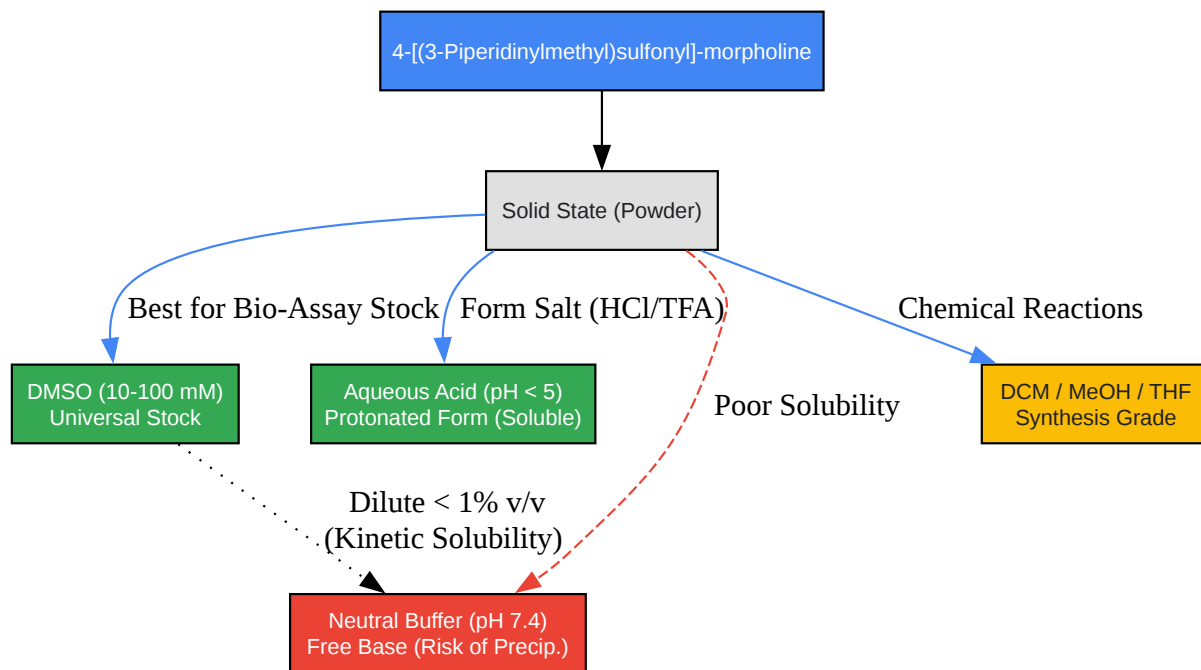 4-[(3-Piperidinylmethyl)sulfonyl]-morpholine
Solid State (Powder)
Best for Bio-Assay Stock
Form Salt (HCl/TFA)
Chemical Reactions
DMSO (10-100 mM)
Universal Stock
Aqueous Acid (pH < 5)
Protonated Form (Soluble)
Poor Solubility
DCM / MeOH / THF
Synthesis Grade
Dilute < 1% v/v
(Kinetic Solubility)
Neutral Buffer (pH 7.4)
Free Base (Risk of Precip.)